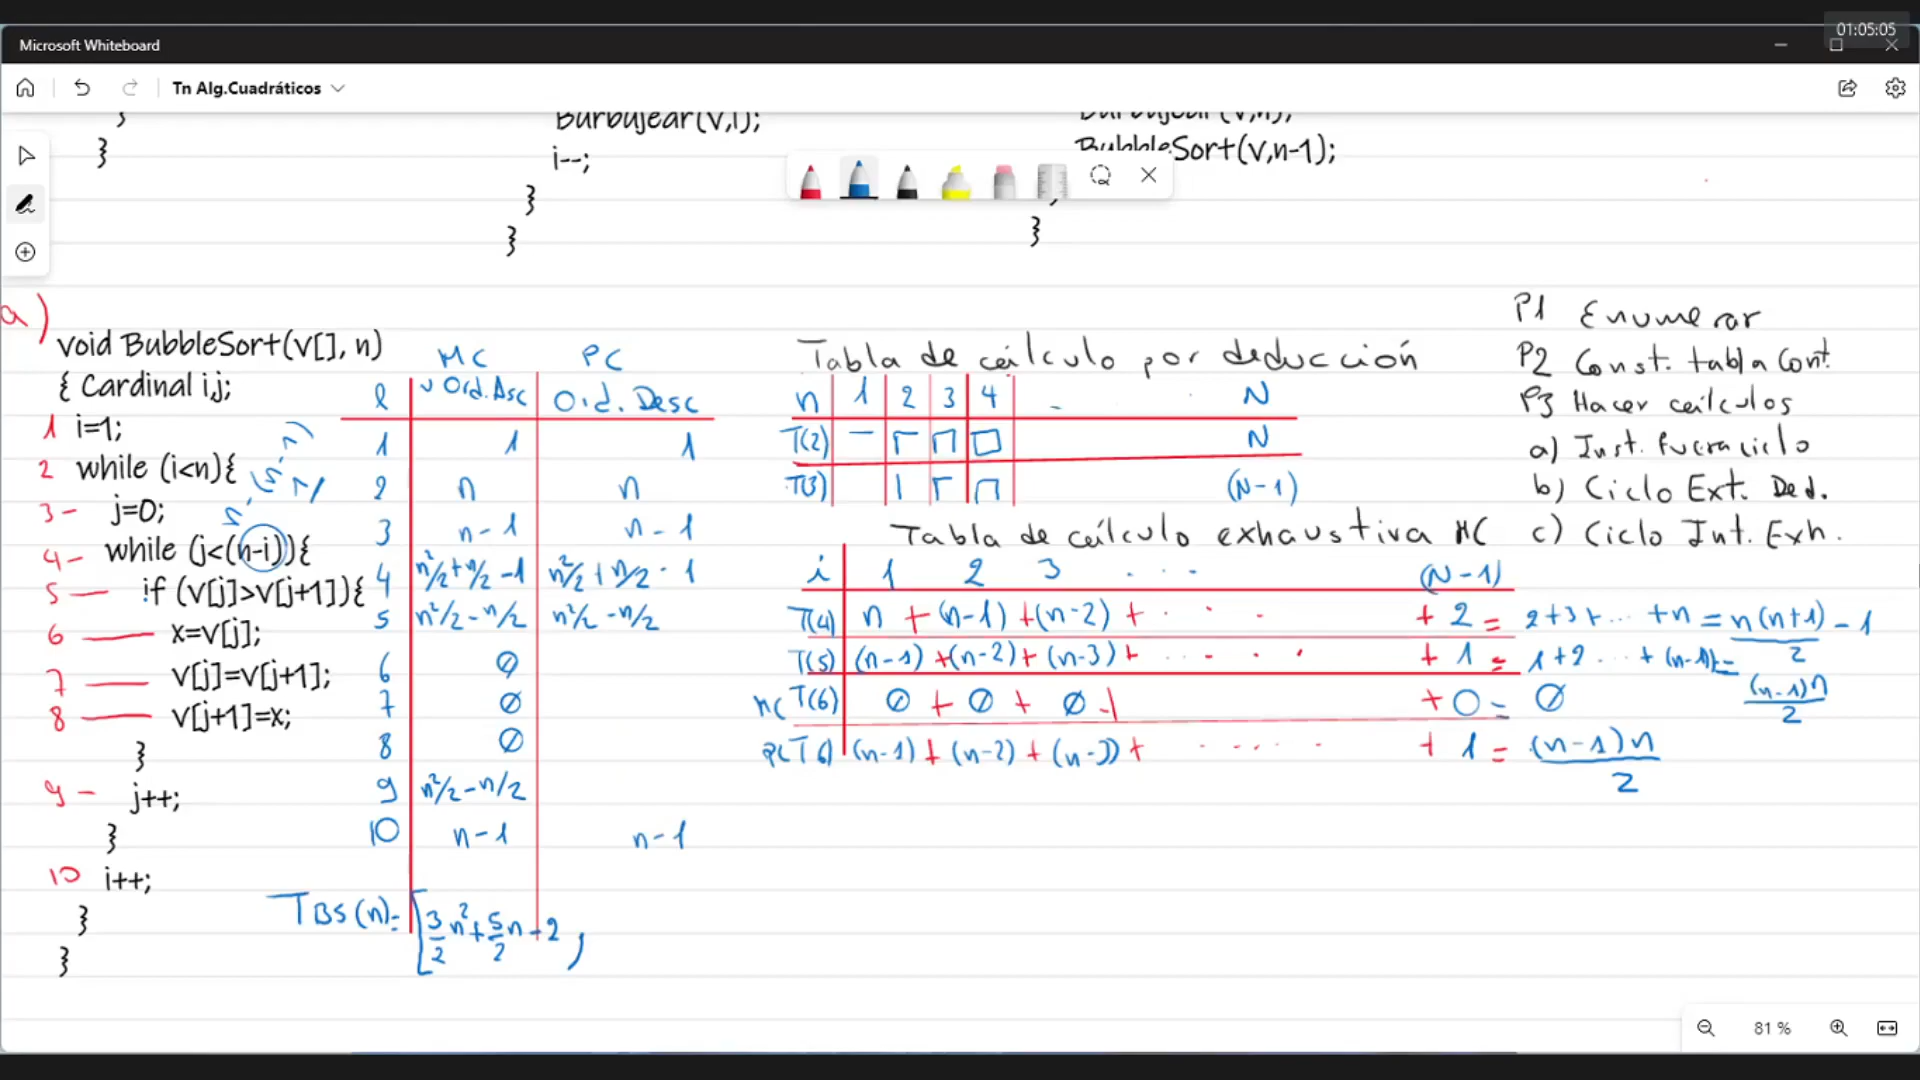 01:05:05
Microsoft Whiteboard
Tn Alg.Cuadráticos
}
}
Burbujear(v,i);
i--;
}
}
Burbujear(v,n);
BubbleSort(v,n-1);
}
a)
void BubbleSort(v[], n)
{ Cardinal i,j;
1 i=1;
2 while (i<n){
3- j=0;
4- while (j<(n-i)){
5 — if (v[j]>v[j+1]){
6 — x=v[j];
7 — v[j]=v[j+1];
8 — v[j+1]=x;
}
9 - j++;
}
10 i++;
}
}
MC PC
l v Ord.Asc Ord. Desc
1 1 1
2 n n
3 n-1 n-1
4 n²/2+n/2-1 n²/2+n/2-1
5 n²/2-n/2 n²/2-n/2
6 Ø
7 Ø
8 Ø
9 n²/2-n/2
10 n-1 n-1
TBS(n)= [3/2 n²+5/2 n-2,
Tabla de cálculo por deducción
n 1 2 3 4 - . N
T(2) N
T(3) (N-1)
Tabla de cálculo exhaustiva MC
i 1 2 3 . . . (N-1)
T(4) n + (n-1) +(n-2) + . . . + 2 = 2+3+...+n = n(n+1)/2 -1
T(5) (n-1) +(n-2)+ (n-3)+ . . . + 1 = 1+2...+(n-1)= (n-1)n/2
MC T(6) Ø + Ø + Ø + + 0 = Ø
PC T(6) (n-1)+(n-2)+(n-3)+ ..... + 1 = (n-1)n/2
P1 Enumerar
P2 Const. tabla Cont.
P3 Hacer cálculos
a) Inst. Fuera ciclo
b) Ciclo Ext. Ded.
c) Ciclo Int. Exh.
81 %